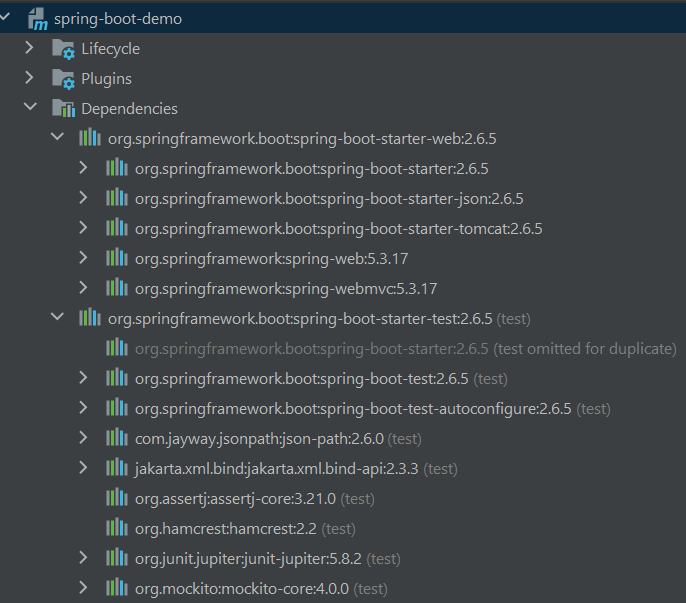 spring-boot-demo
Lifecycle
Plugins
Dependencies
org.springframework.boot:spring-boot-starter-web:2.6.5
org.springframework.boot:spring-boot-starter:2.6.5
org.springframework.boot:spring-boot-starter-json:2.6.5
org.springframework.boot:spring-boot-starter-tomcat:2.6.5
org.springframework:spring-web:5.3.17
org.springframework:spring-webmvc:5.3.17
org.springframework.boot:spring-boot-starter-test:2.6.5 (test)
org.springframework.boot:spring-boot-starter:2.6.5 (test omitted for duplicate)
org.springframework.boot:spring-boot-test:2.6.5 (test)
org.springframework.boot:spring-boot-test-autoconfigure:2.6.5 (test)
com.jayway.jsonpath:json-path:2.6.0 (test)
jakarta.xml.bind:jakarta.xml.bind-api:2.3.3 (test)
org.assertj:assertj-core:3.21.0 (test)
org.hamcrest:hamcrest:2.2 (test)
org.junit.jupiter:junit-jupiter:5.8.2 (test)
org.mockito:mockito-core:4.0.0 (test)